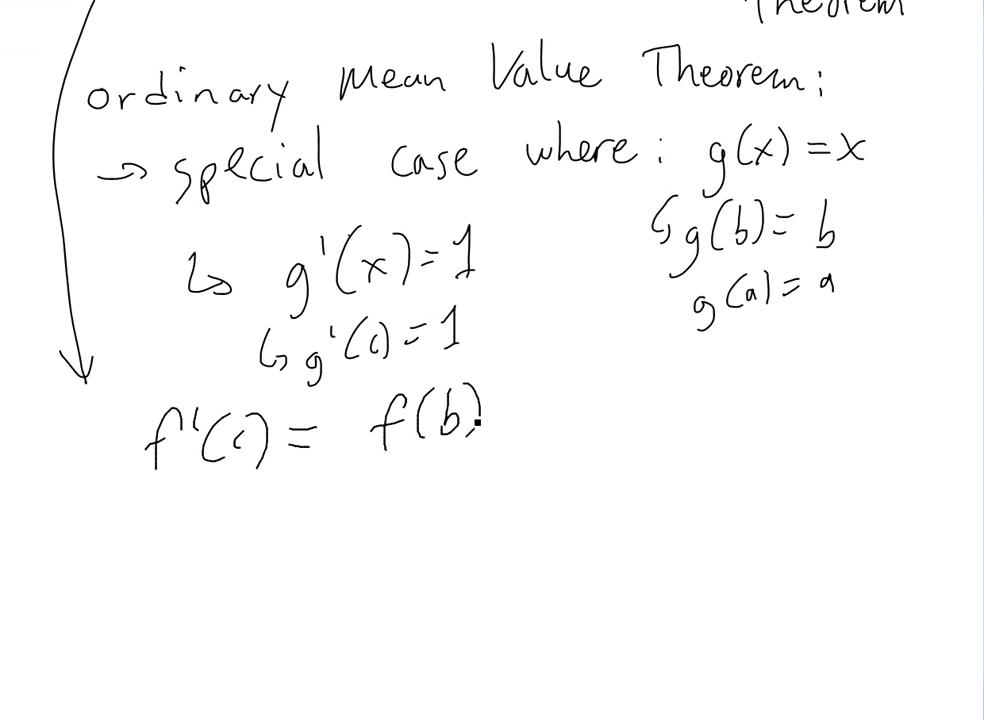 Theorem
ordinary Mean Value Theorem:
→ special case where: g(x) = x
↳ g(b) = b
↳ g'(x) = 1
g(a) = a
↳ g'(c) = 1
f'(c) = f(b)